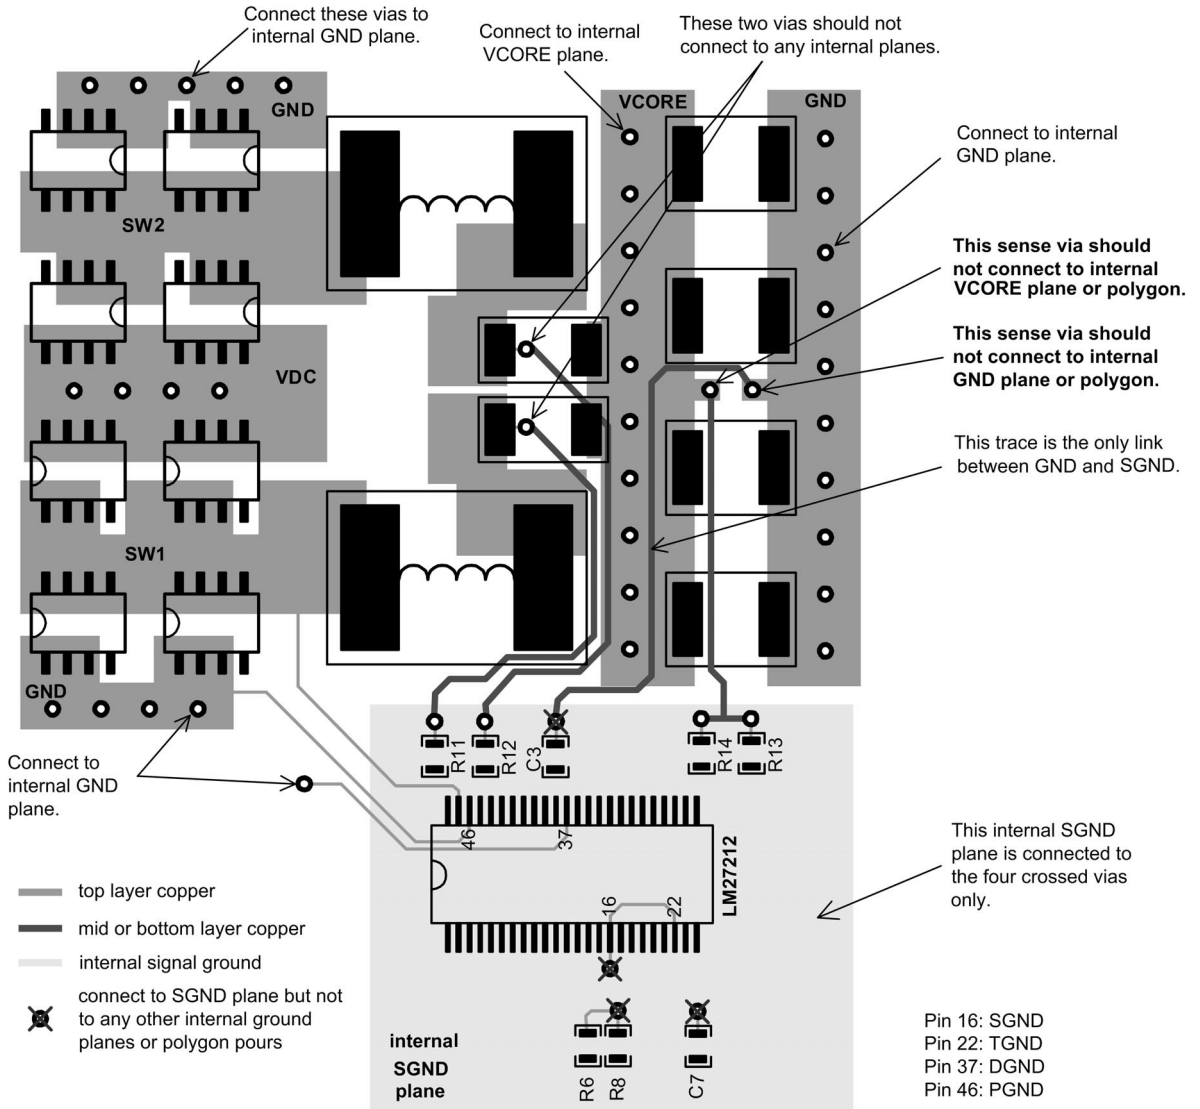 Connect these vias to
internal GND plane.
Connect to internal
VCORE plane.
These two vias should not
connect to any internal planes.
GND
VCORE
GND
Connect to internal
GND plane.
SW2
This sense via should
not connect to internal
VCORE plane or polygon.
This sense via should
not connect to internal
GND plane or polygon.
VDC
This trace is the only link
between GND and SGND.
SW1
GND
Connect to
internal GND
plane.
R11
R12
C3
R14
R13
46
37
LM27212
16
22
This internal SGND
plane is connected to
the four crossed vias
only.
top layer copper
mid or bottom layer copper
internal signal ground
connect to SGND plane but not
to any other internal ground
planes or polygon pours
internal
SGND
plane
R6
R8
C7
Pin 16: SGND
Pin 22: TGND
Pin 37: DGND
Pin 46: PGND